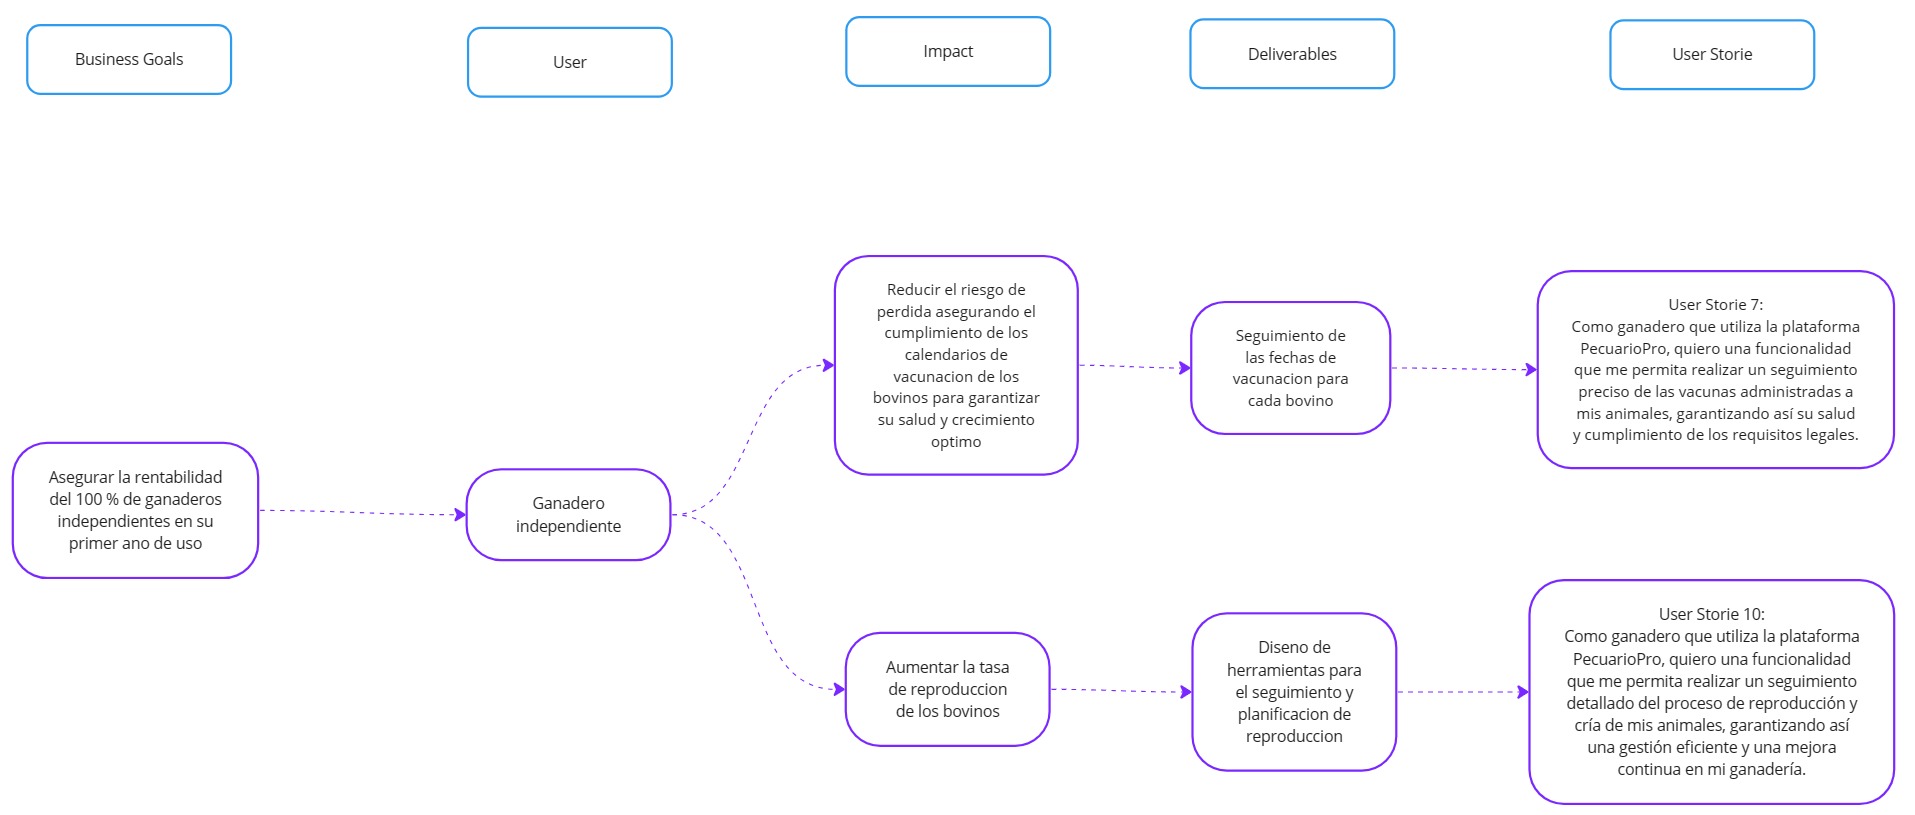 Business Goals
User
Impact
Deliverables
User Storie
Asegurar la rentabilidad
del 100 % de ganaderos
independientes en su
primer ano de uso
Ganadero
independiente
Reducir el riesgo de
perdida asegurando el
cumplimiento de los
calendarios de
vacunacion de los
bovinos para garantizar
su salud y crecimiento
optimo
Seguimiento de
las fechas de
vacunacion para
cada bovino
User Storie 7:
Como ganadero que utiliza la plataforma
PecuarioPro, quiero una funcionalidad
que me permita realizar un seguimiento
preciso de las vacunas administradas a
mis animales, garantizando así su salud
y cumplimiento de los requisitos legales.
Aumentar la tasa
de reproduccion
de los bovinos
Diseno de
herramientas para
el seguimiento y
planificacion de
reproduccion
User Storie 10:
Como ganadero que utiliza la plataforma
PecuarioPro, quiero una funcionalidad
que me permita realizar un seguimiento
detallado del proceso de reproducción y
cría de mis animales, garantizando así
una gestión eficiente y una mejora
continua en mi ganadería.